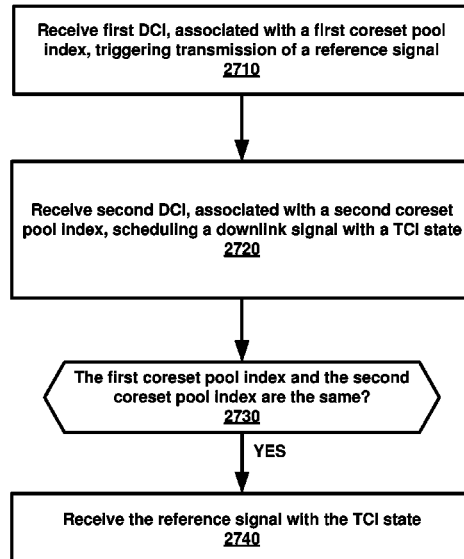 Receive first DCI, associated with a first coreset pool
index, triggering transmission of a reference signal
2710
Receive second DCI, associated with a second coreset
pool index, scheduling a downlink signal with a TCI state
2720
The first coreset pool index and the second
coreset pool index are the same?
2730
YES
Receive the reference signal with the TCI state
2740